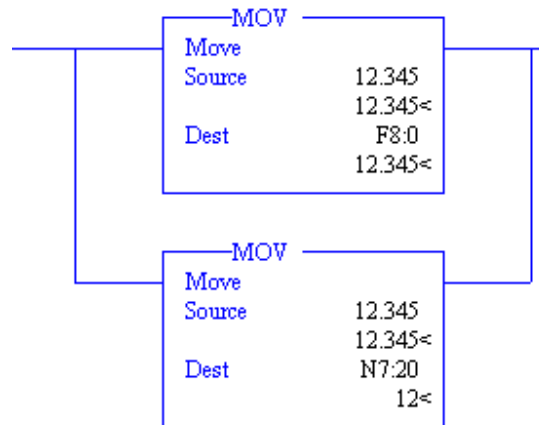 MOV
Move
Source 12.345
12.345<
Dest F8:0
12.345<
MOV
Move
Source 12.345
12.345<
Dest N7:20
12<